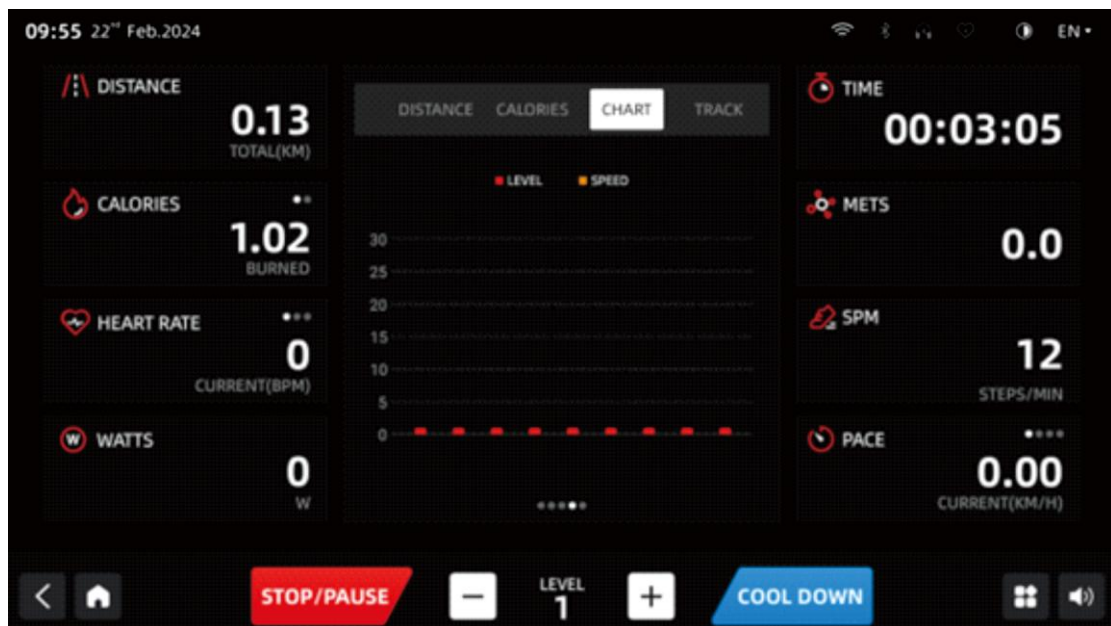 09:55 22ⁿᵈ Feb.2024
EN
DISTANCE
0.13
TOTAL(KM)
CALORIES
1.02
BURNED
HEART RATE
0
CURRENT(BPM)
WATTS
0
W
DISTANCE CALORIES CHART TRACK
LEVEL SPEED
30
25
20
15
10
5
0
TIME
00:03:05
METS
0.0
SPM
12
STEPS/MIN
PACE
0.00
CURRENT(KM/H)
STOP/PAUSE
LEVEL
1
COOL DOWN